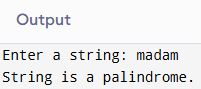 Output
Enter a string: madam
String is a palindrome.